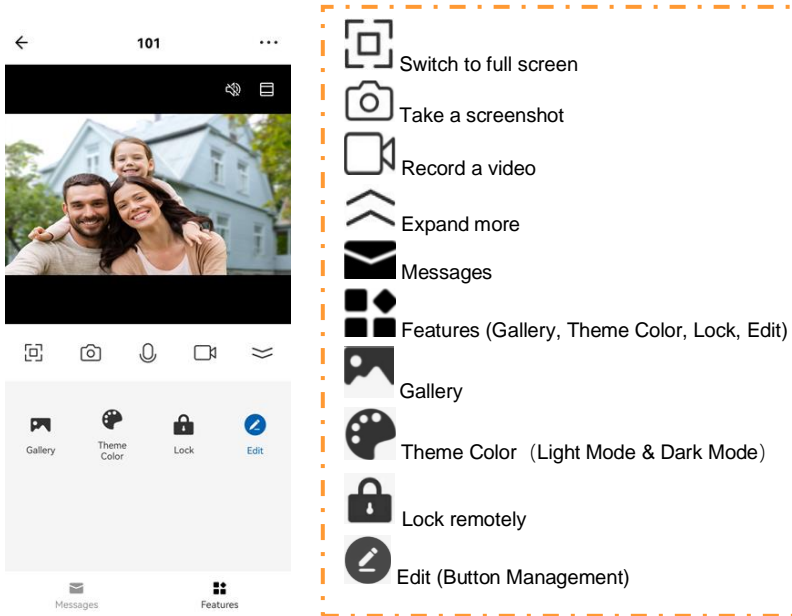 101
Gallery
Theme
Color
Lock
Edit
Messages
Features
Switch to full screen
Take a screenshot
Record a video
Expand more
Messages
Features (Gallery, Theme Color, Lock, Edit)
Gallery
Theme Color（Light Mode & Dark Mode）
Lock remotely
Edit (Button Management)